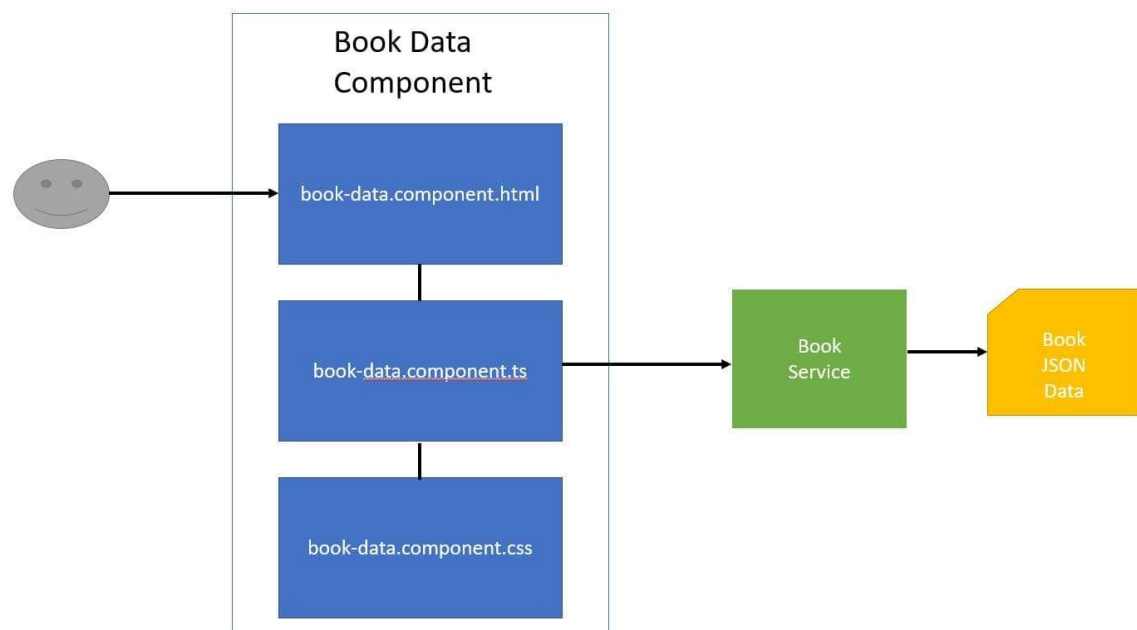 Book Data
Component
book-data.component.html
book-data.component.ts
book-data.component.css
Book
Service
Book
JSON
Data